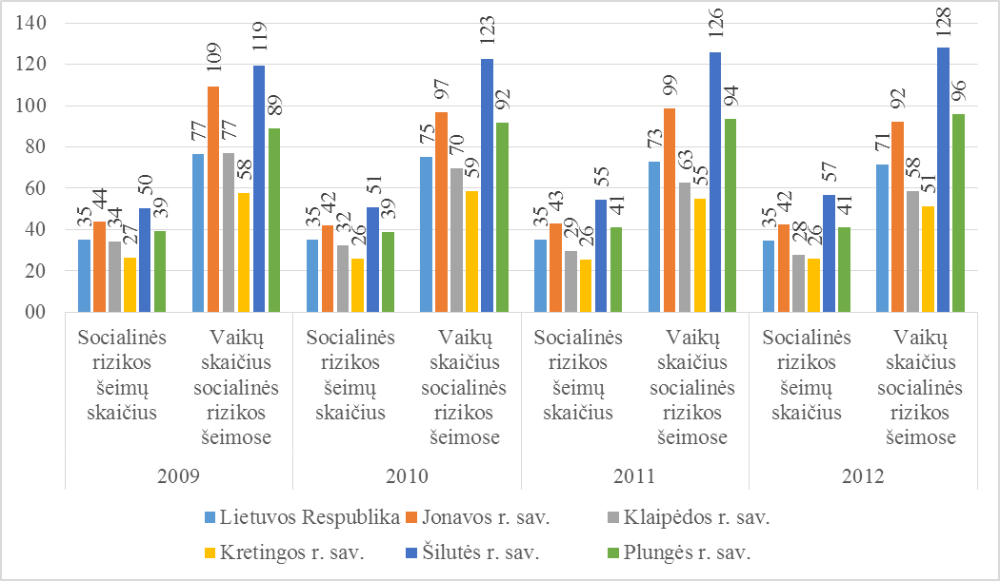 140
120
100
80
60
40
20
00
35 44 34 27 50 39
77 109 77 58 119 89
35 42 32 26 51 39
75 97 70 59 123 92
35 43 29 26 55 41
73 99 63 55 126 94
35 42 28 26 57 41
71 92 58 51 128 96
Socialinės
rizikos
šeimų
skaičius
Vaikų
skaičius
socialinės
rizikos
šeimose
Socialinės
rizikos
šeimų
skaičius
Vaikų
skaičius
socialinės
rizikos
šeimose
Socialinės
rizikos
šeimų
skaičius
Vaikų
skaičius
socialinės
rizikos
šeimose
Socialinės
rizikos
šeimų
skaičius
Vaikų
skaičius
socialinės
rizikos
šeimose
2009 2010 2011 2012
Lietuvos Respublika Jonavos r. sav. Klaipėdos r. sav.
Kretingos r. sav. Šilutės r. sav. Plungės r. sav.